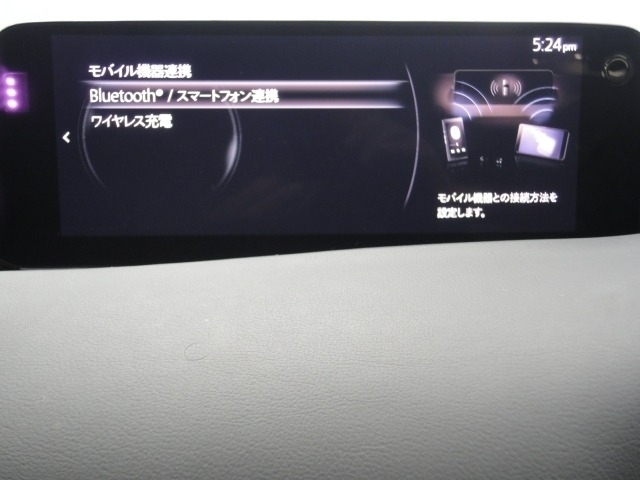 5:24pm
モバイル機器連携
Bluetooth® / スマートフォン連携
ワイヤレス充電
モバイル機器との接続方法を
設定します。